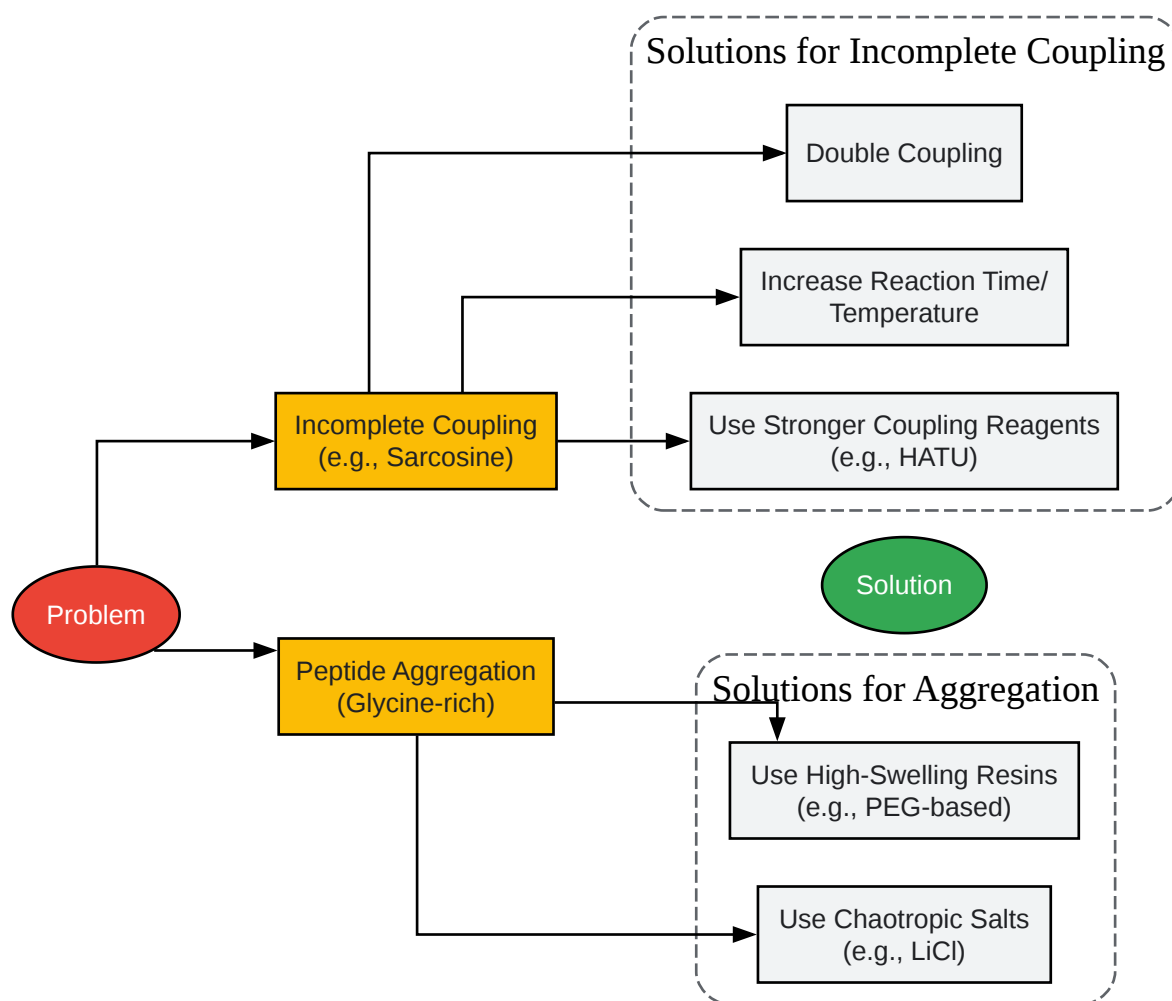 Solutions for Incomplete Coupling
Double Coupling
Increase Reaction Time/
Temperature
Incomplete Coupling
(e.g., Sarcosine)
Use Stronger Coupling Reagents
(e.g., HATU)
Problem
Solution
Peptide Aggregation
(Glycine-rich)
Solutions for Aggregation
Use High-Swelling Resins
(e.g., PEG-based)
Use Chaotropic Salts
(e.g., LiCl)